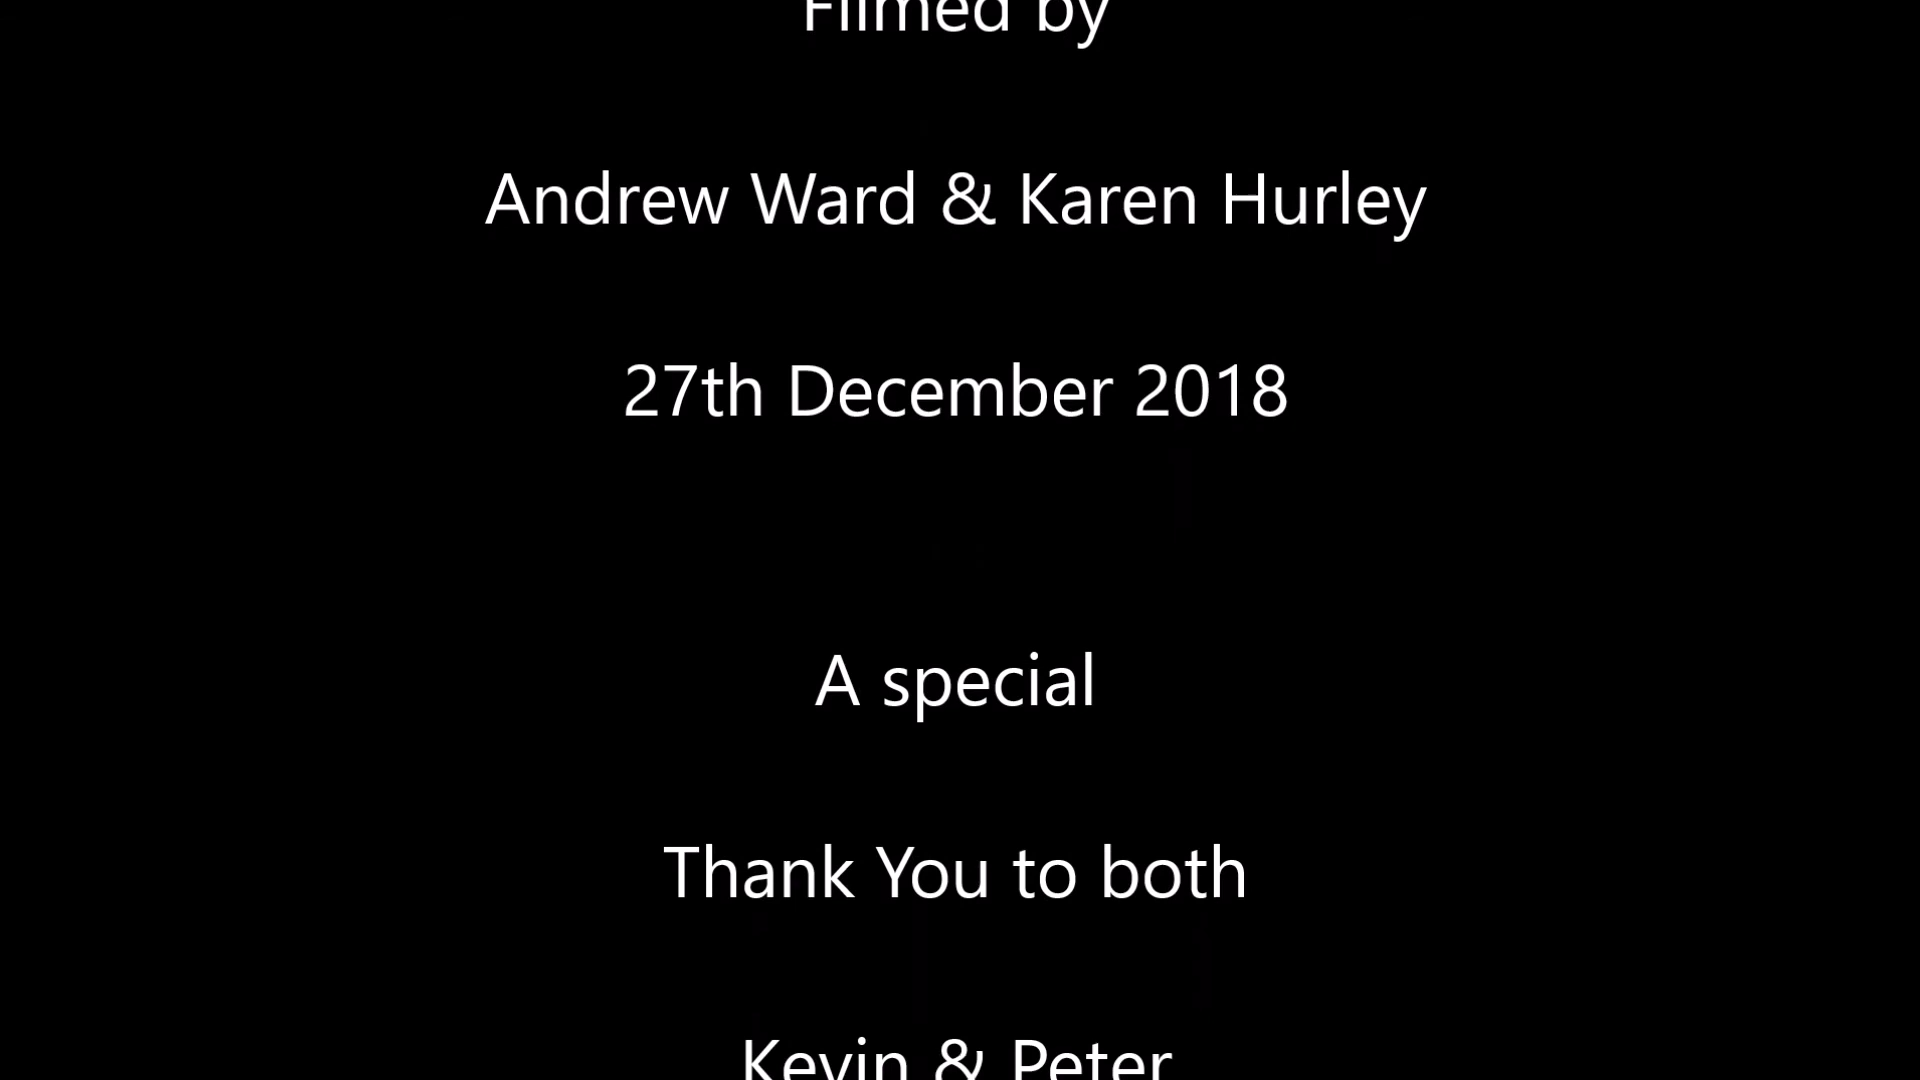 Filmed by
Andrew Ward & Karen Hurley
27th December 2018
A special
Thank You to both
Kevin & Peter